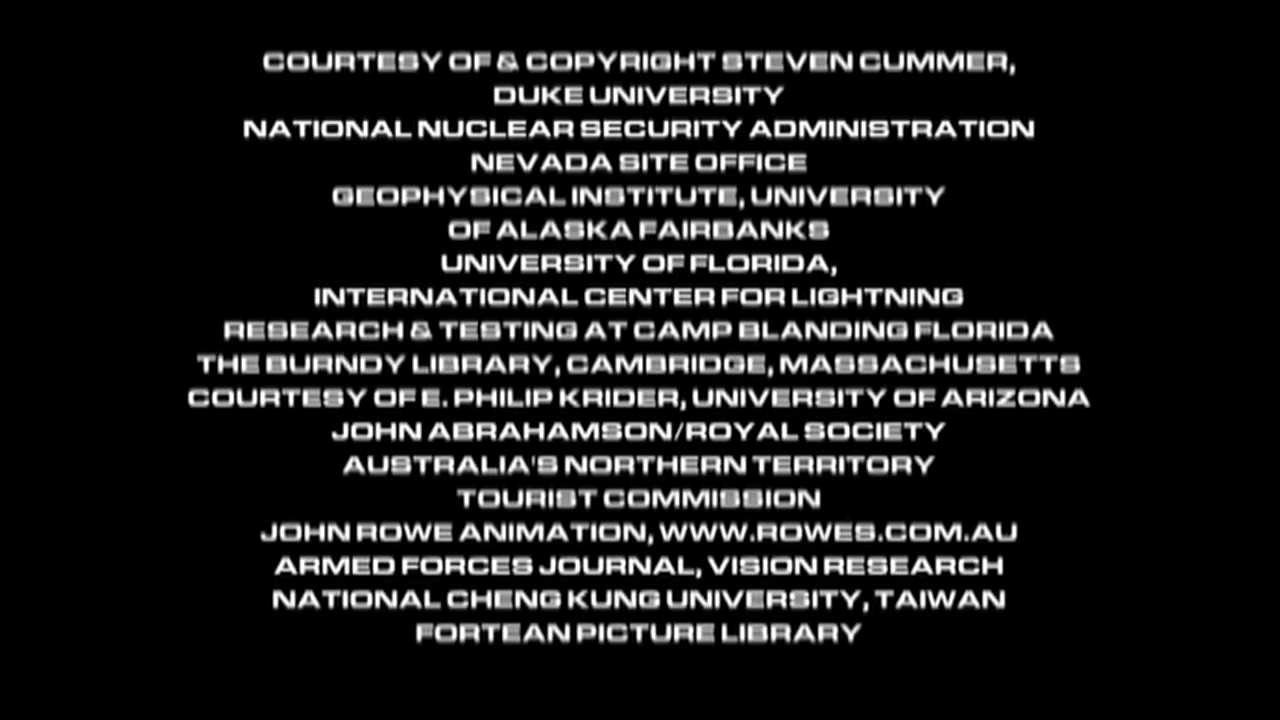 COURTESY OF & COPYRIGHT STEVEN CUMMER,
DUKE UNIVERSITY
NATIONAL NUCLEAR SECURITY ADMINISTRATION
NEVADA SITE OFFICE
GEOPHYSICAL INSTITUTE, UNIVERSITY
OF ALASKA FAIRBANKS
UNIVERSITY OF FLORIDA,
INTERNATIONAL CENTER FOR LIGHTNING
RESEARCH & TESTING AT CAMP BLANDING FLORIDA
THE BURNDY LIBRARY, CAMBRIDGE, MASSACHUSETTS
COURTESY OF E. PHILIP KRIDER, UNIVERSITY OF ARIZONA
JOHN ABRAHAMSON/ROYAL SOCIETY
AUSTRALIA'S NORTHERN TERRITORY
TOURIST COMMISSION
JOHN ROWE ANIMATION, WWW.ROWES.COM.AU
ARMED FORCES JOURNAL, VISION RESEARCH
NATIONAL CHENG KUNG UNIVERSITY, TAIWAN
FORTEAN PICTURE LIBRARY